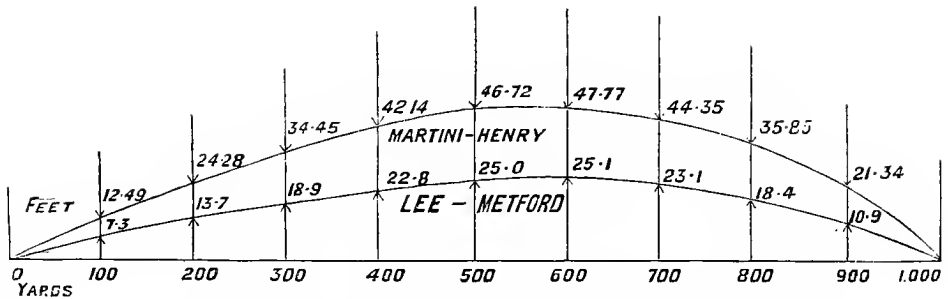 46·72 47·77
42·14 44·35
34·45 MARTINI-HENRY 35·85
24·28 21·34
FEET 12·49 7·3 13·7 18·9 22·8 25·0 25·1 23·1 18·4 10·9
LEE - METFORD
0 100 200 300 400 500 600 700 800 900 1.000
YARDS